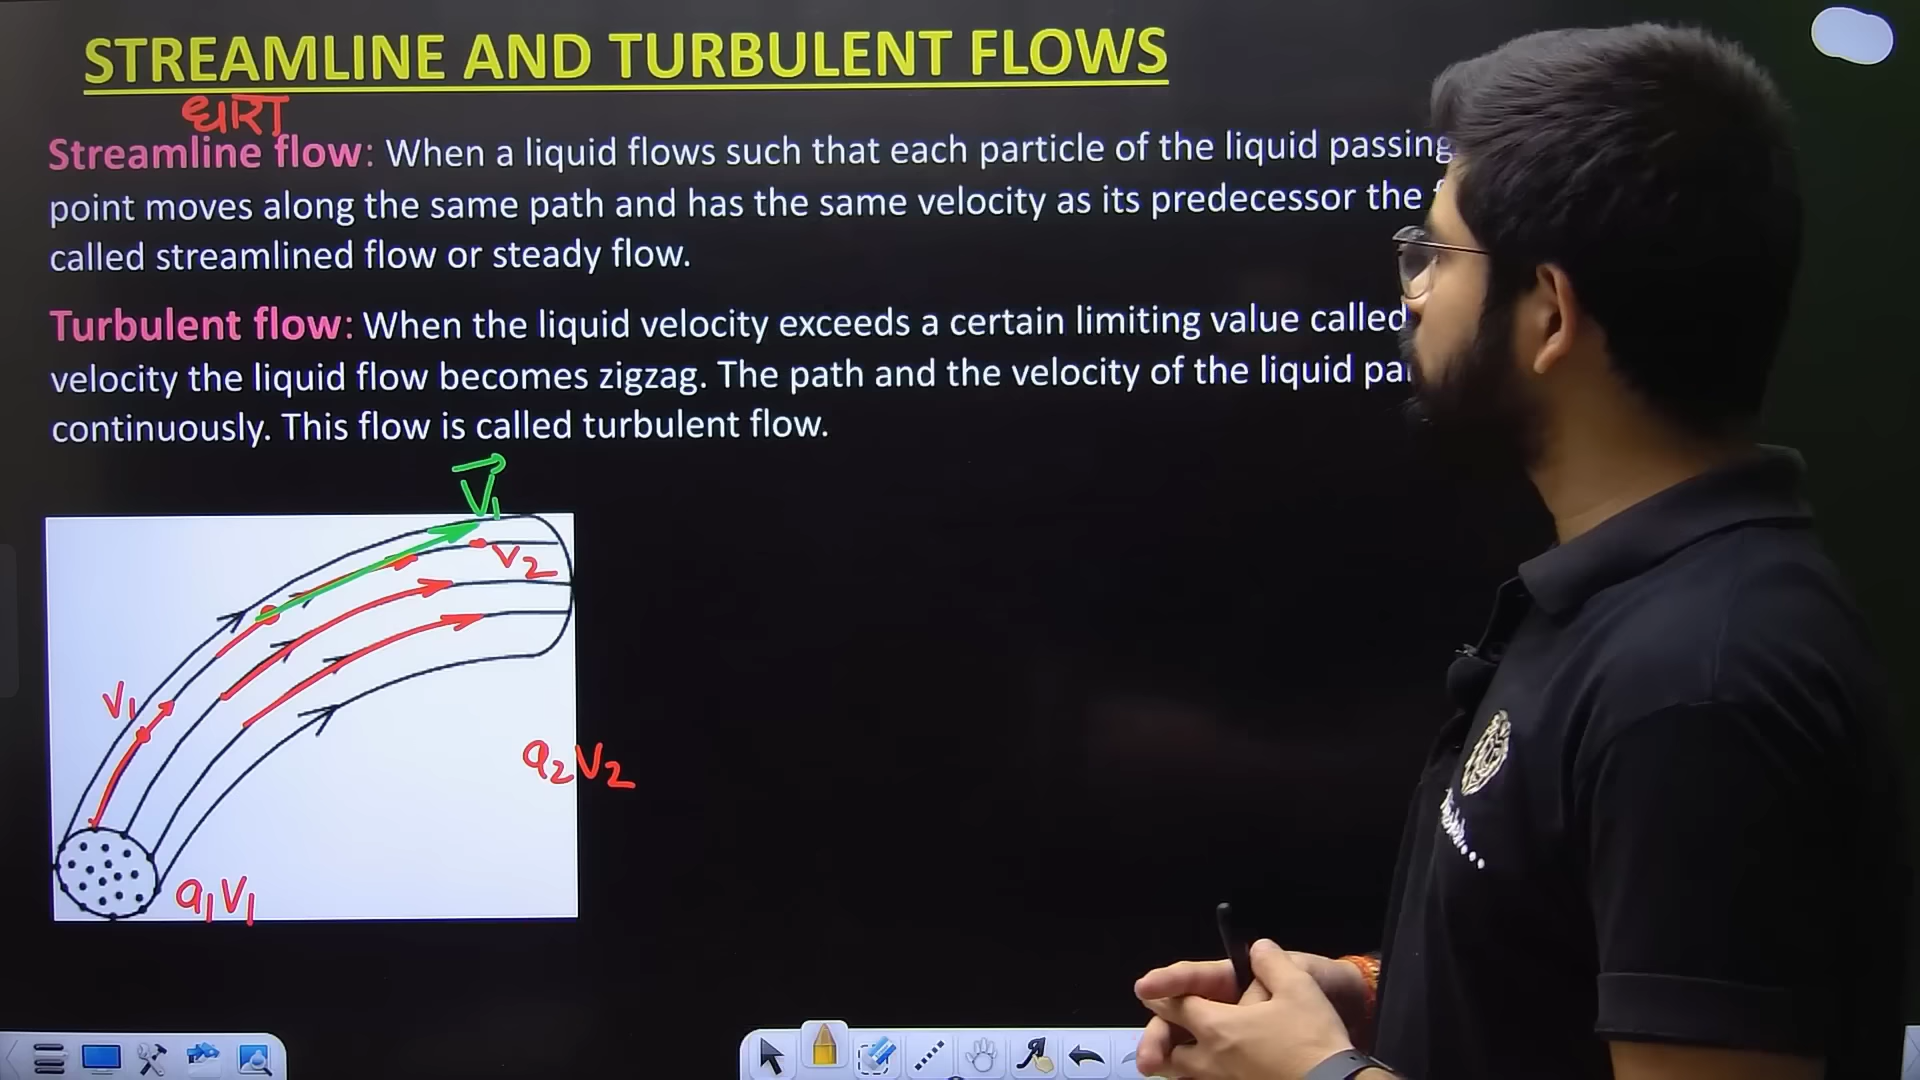 STREAMLINE AND TURBULENT FLOWS
धारा
Streamline flow: When a liquid flows such that each particle of the liquid passing
point moves along the same path and has the same velocity as its predecessor the
called streamlined flow or steady flow.
Turbulent flow: When the liquid velocity exceeds a certain limiting value called
velocity the liquid flow becomes zigzag. The path and the velocity of the liquid
continuously. This flow is called turbulent flow.
V₁
V₂
V₁
a₂V₂
a₁V₁